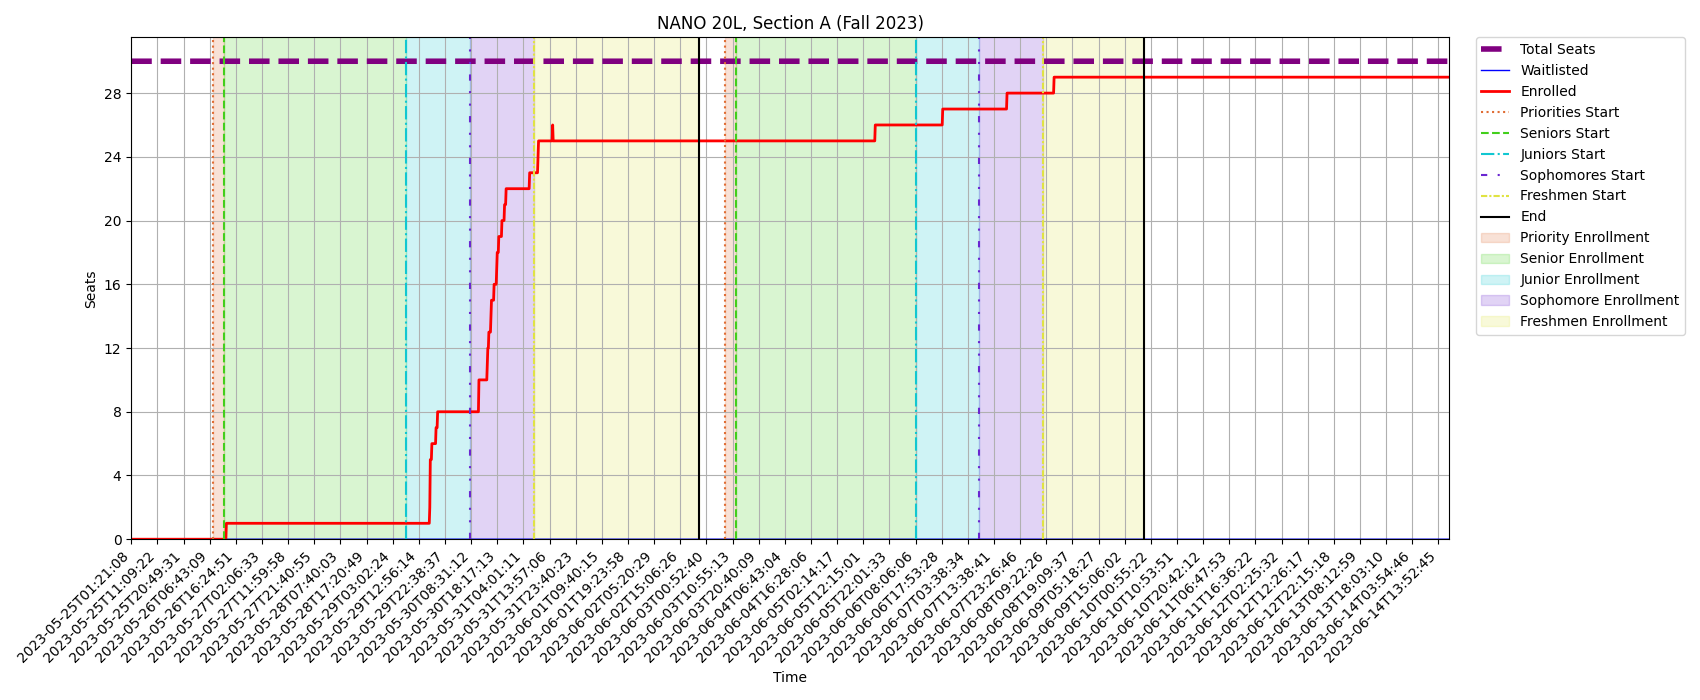 NANO 20L, Section A (Fall 2023)
Seats
28
24
20
16
12
8
4
0
2023-05-25T01:21:08
2023-05-25T11:09:22
2023-05-25T20:49:31
2023-05-26T06:43:09
2023-05-26T16:24:51
2023-05-27T02:06:33
2023-05-27T11:59:58
2023-05-27T21:40:55
2023-05-28T07:40:03
2023-05-28T17:20:49
2023-05-29T03:02:24
2023-05-29T12:56:14
2023-05-29T22:38:37
2023-05-30T08:31:12
2023-05-30T18:17:13
2023-05-31T04:01:11
2023-05-31T13:57:06
2023-05-31T23:40:23
2023-06-01T09:40:15
2023-06-01T19:23:58
2023-06-02T05:20:29
2023-06-02T15:06:26
2023-06-03T00:52:40
2023-06-03T10:55:13
2023-06-03T20:40:09
2023-06-04T06:43:04
2023-06-04T16:28:06
2023-06-05T02:14:17
2023-06-05T12:15:01
2023-06-05T22:01:33
2023-06-06T08:06:06
2023-06-06T17:53:28
2023-06-07T03:38:34
2023-06-07T13:38:41
2023-06-07T23:26:46
2023-06-08T09:22:26
2023-06-08T19:09:37
2023-06-09T05:18:27
2023-06-09T15:06:02
2023-06-10T00:55:22
2023-06-10T10:53:51
2023-06-10T20:42:12
2023-06-11T06:47:53
2023-06-11T16:36:22
2023-06-12T02:25:32
2023-06-12T12:26:17
2023-06-12T22:15:18
2023-06-13T08:12:59
2023-06-13T18:03:10
2023-06-14T03:54:46
2023-06-14T13:52:45
Time
Total Seats
Waitlisted
Enrolled
Priorities Start
Seniors Start
Juniors Start
Sophomores Start
Freshmen Start
End
Priority Enrollment
Senior Enrollment
Junior Enrollment
Sophomore Enrollment
Freshmen Enrollment